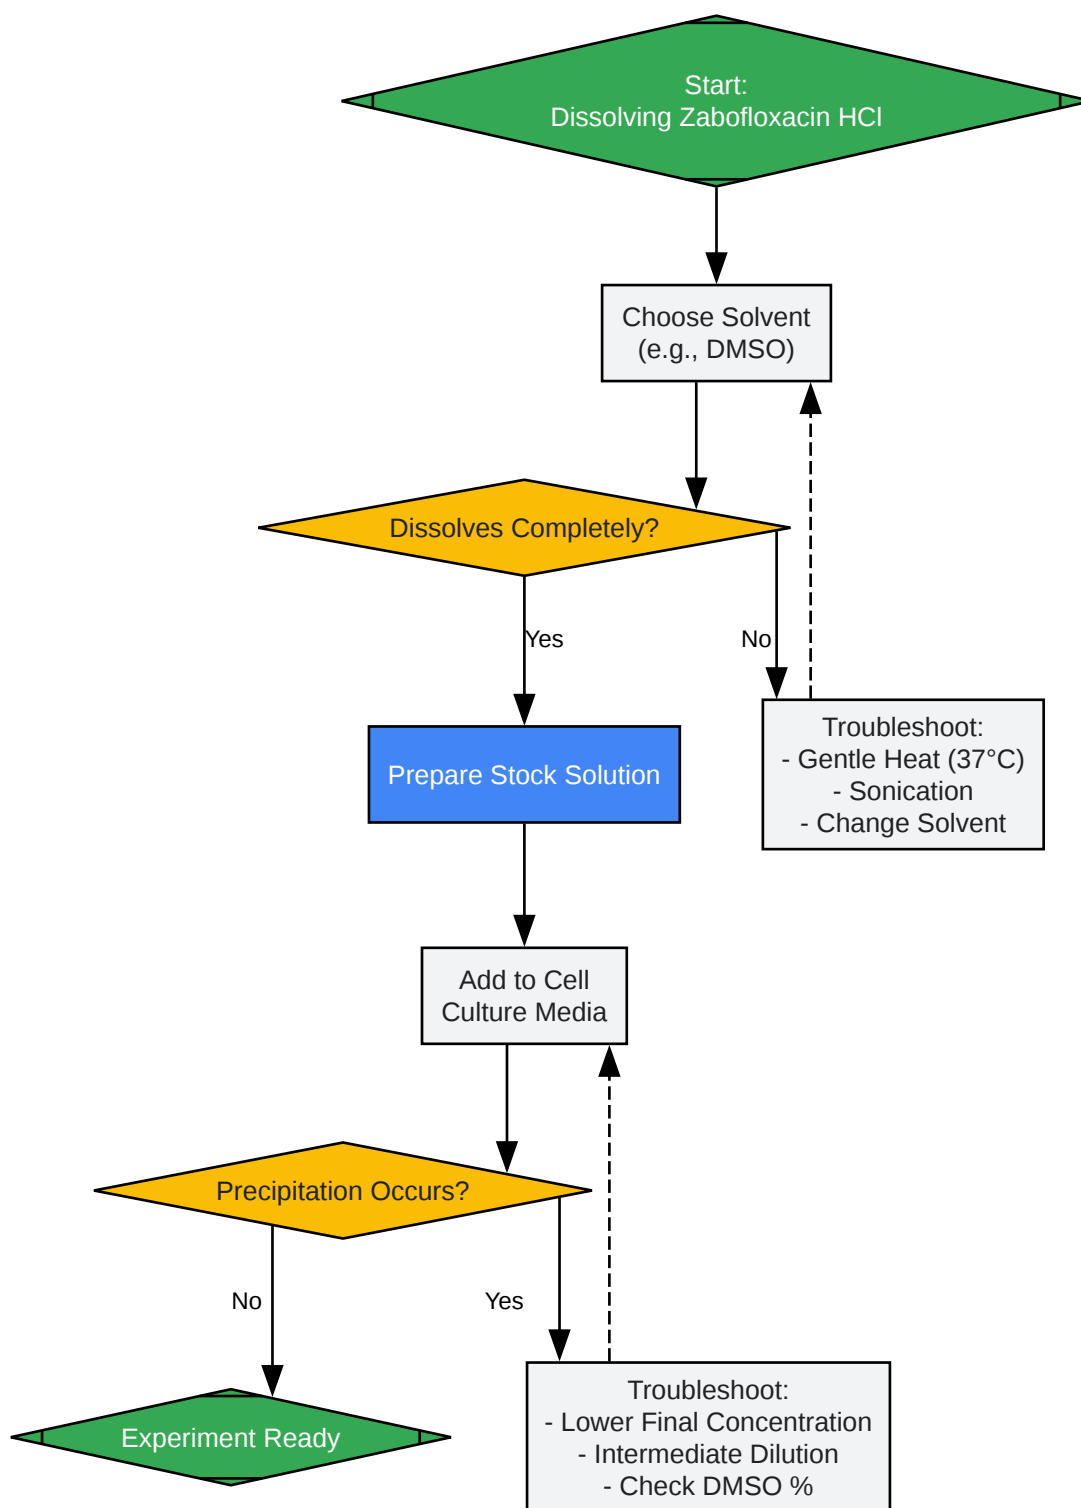 Start:
Dissolving Zabofloxacin HCl
Choose Solvent
(e.g., DMSO)
Dissolves Completely?
Yes
No
Prepare Stock Solution
Troubleshoot:
- Gentle Heat (37°C)
- Sonication
- Change Solvent
Add to Cell
Culture Media
Precipitation Occurs?
No
Yes
Experiment Ready
Troubleshoot:
- Lower Final Concentration
- Intermediate Dilution
- Check DMSO %